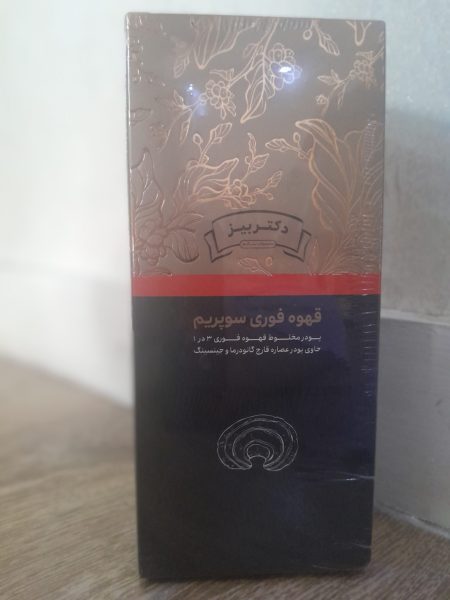 دکتر بیز
قهوه فوری سوپریم
پودر مخلوط قهوه فوری ۳ در ۱
حاوی پودر عصاره قارچ گانودرما و جینسینگ